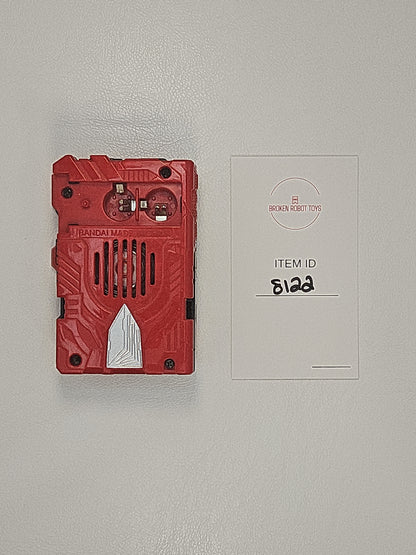 BANDAI MADE
BROKEN ROBOT TOYS
ITEM ID
8122